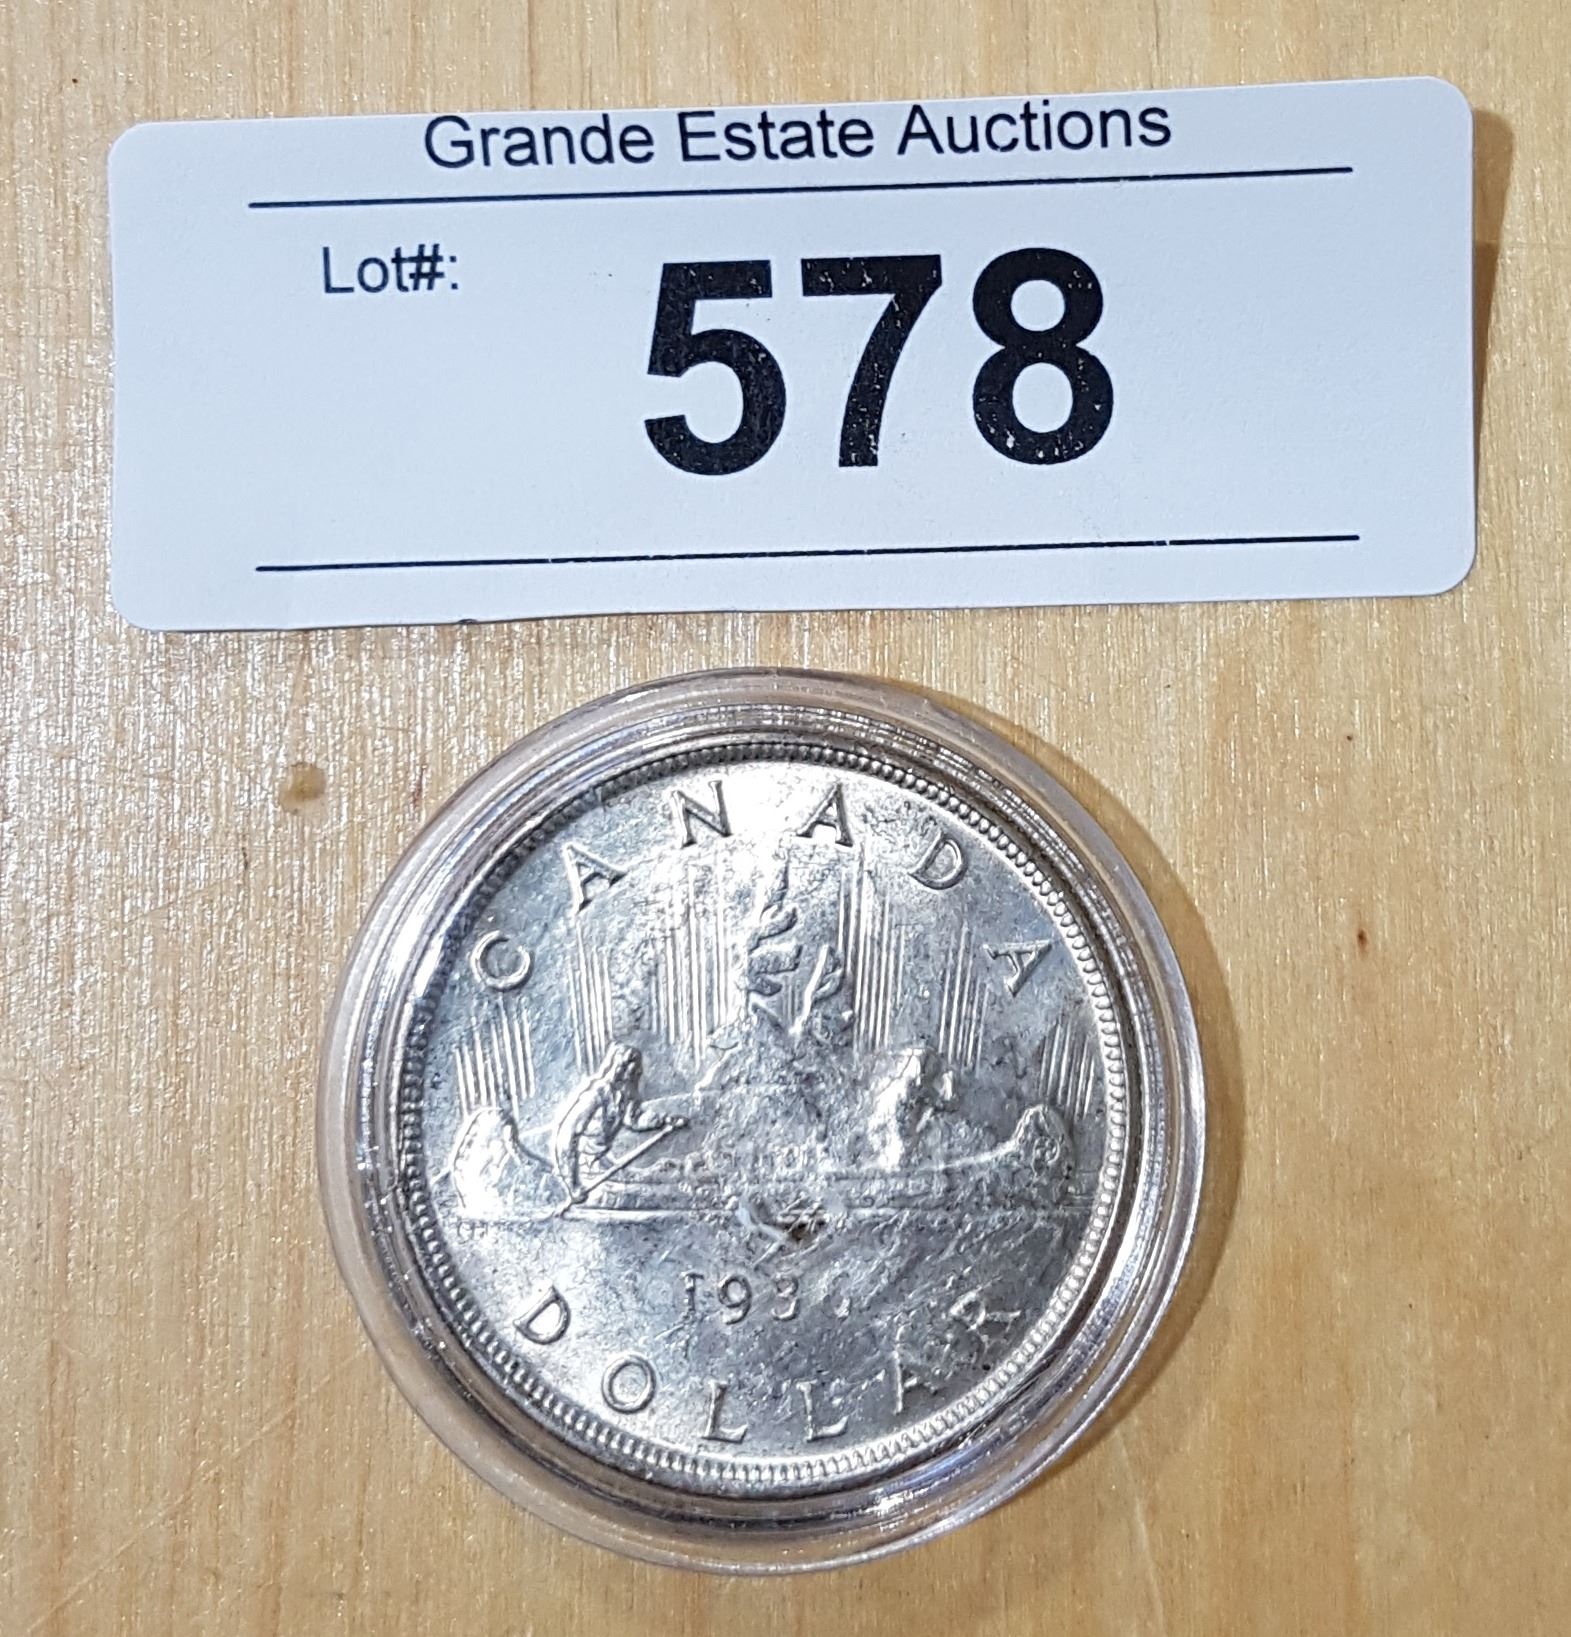 Grande Estate Auctions
Lot#: 578
CANADA
DOLLAR